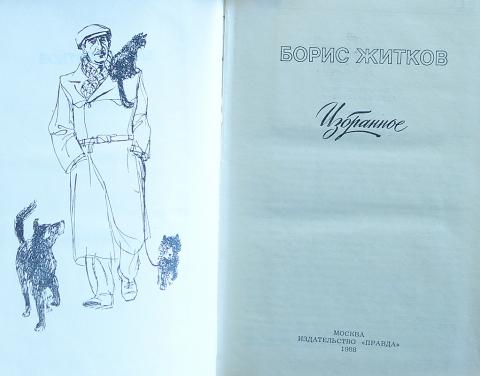 БОРИС ЖИТКОВ
Избранное
МОСКВА
ИЗДАТЕЛЬСТВО «ПРАВДА»
1988